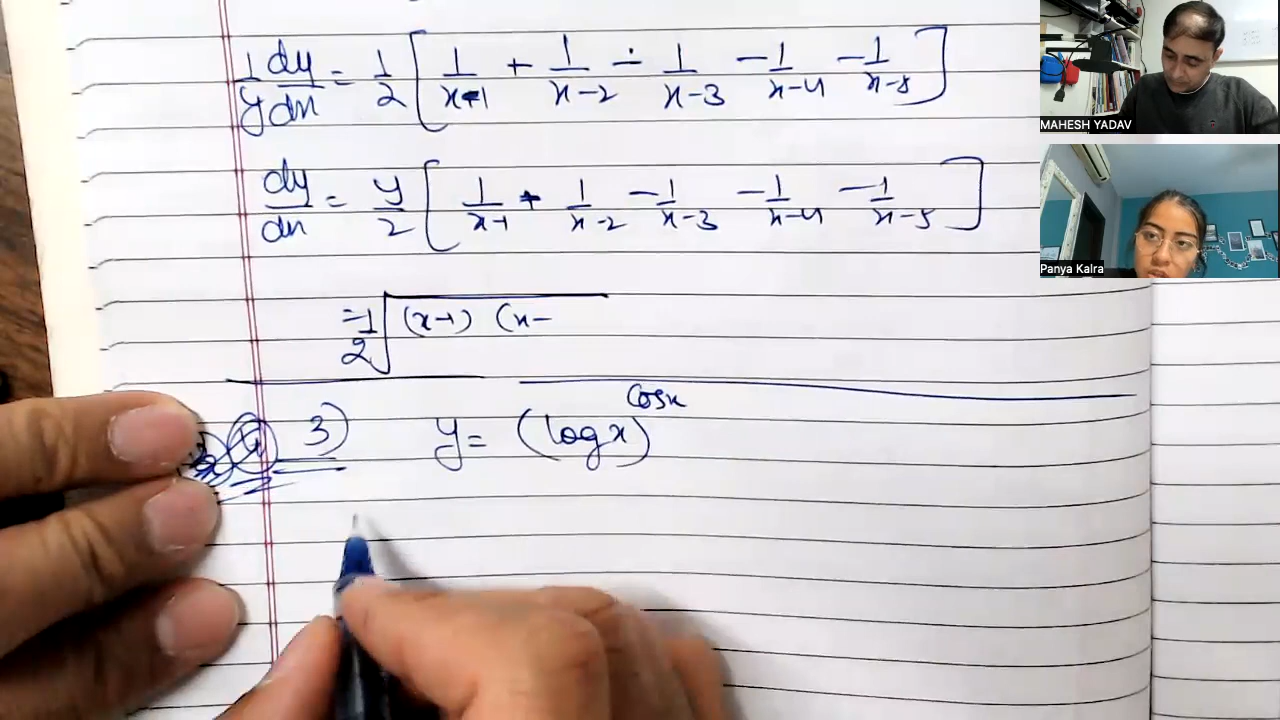 1/y dy/dx = 1/2 [ 1/x-1 + 1/x-2 - 1/x-3 - 1/x-4 - 1/x-5 ]
MAHESH YADAV
dy/dx = y/2 [ 1/x-1 + 1/x-2 - 1/x-3 - 1/x-4 - 1/x-5 ]
Panya Kalra
= 1/2 √(x-1) (x-
3) y = (log x)^cosx